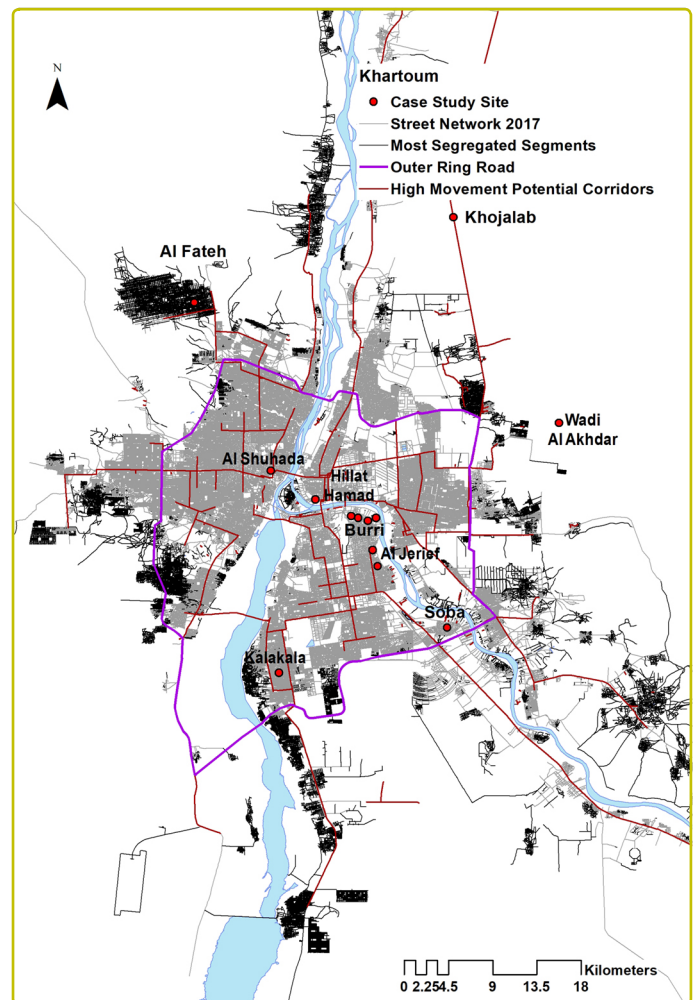 N
Khartoum
Case Study Site
Street Network 2017
Most Segregated Segments
Outer Ring Road
High Movement Potential Corridors
Khojalab
Al Fateh
Wadi
Al Akhdar
Al Shuhada
Hillat
Hamad
Burri
Al Jerief
Soba
Kalakala
Kilometers
0 2.25 4.5 9 13.5 18